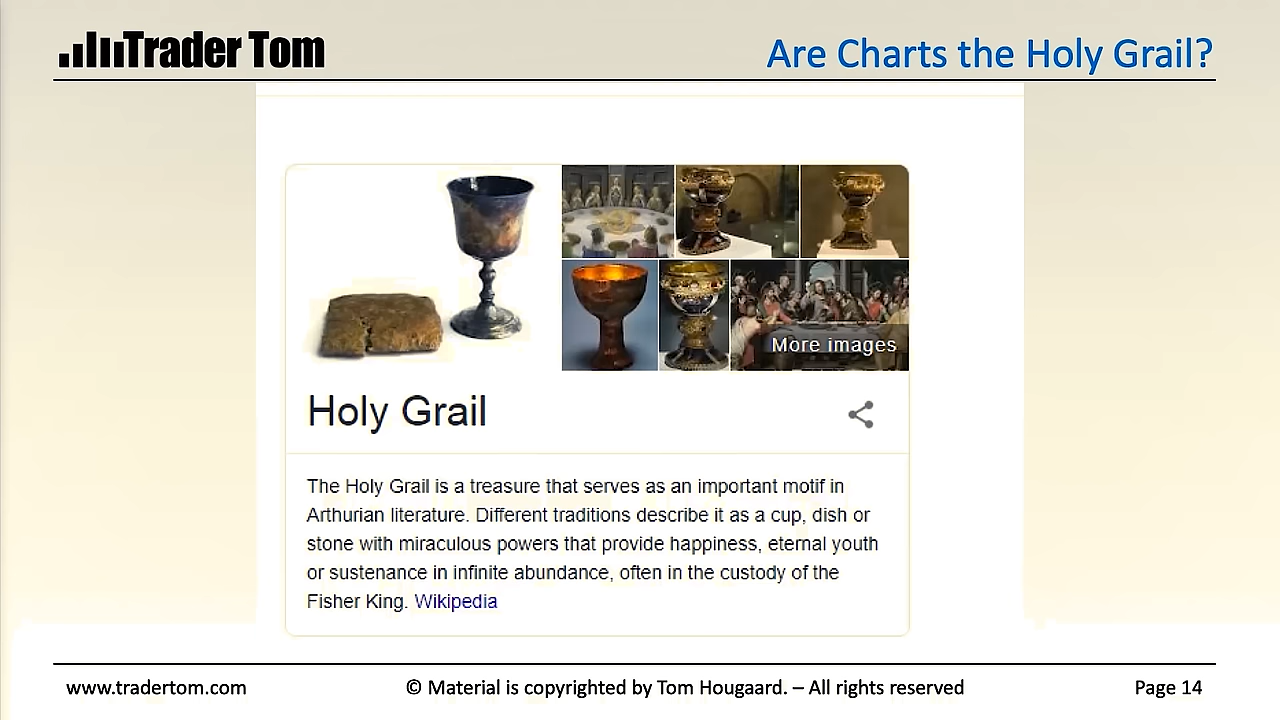 Trader Tom
Are Charts the Holy Grail?
More images
Holy Grail
The Holy Grail is a treasure that serves as an important motif in
Arthurian literature. Different traditions describe it as a cup, dish or
stone with miraculous powers that provide happiness, eternal youth
or sustenance in infinite abundance, often in the custody of the
Fisher King. Wikipedia
www.tradertom.com
© Material is copyrighted by Tom Hougaard. – All rights reserved
Page 14